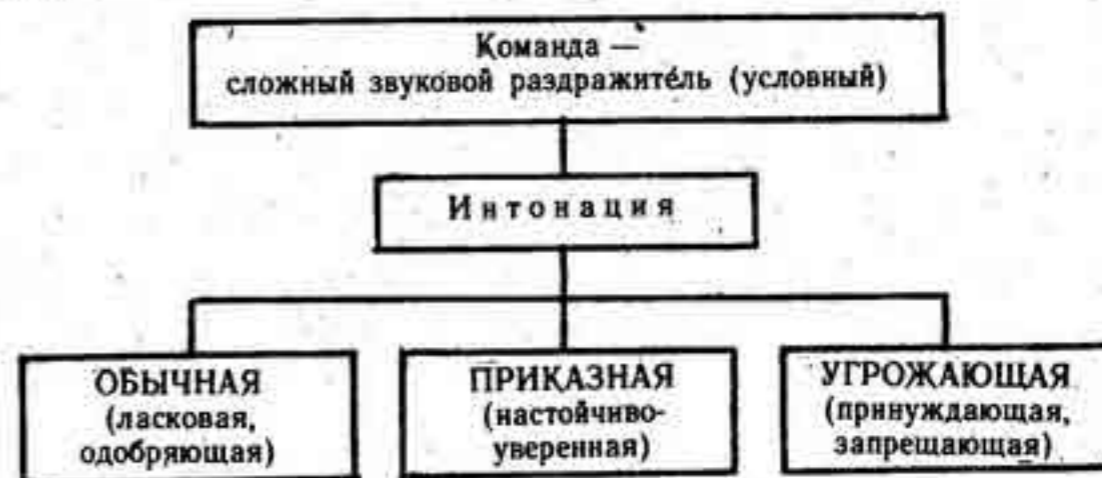 Команда —
сложный звуковой раздражитель (условный)
Интонация
ОБЫЧНАЯ
(ласковая,
одобряющая)
ПРИКАЗНАЯ
(настойчиво-
уверенная)
УГРОЖАЮЩАЯ
(принуждающая,
запрещающая)